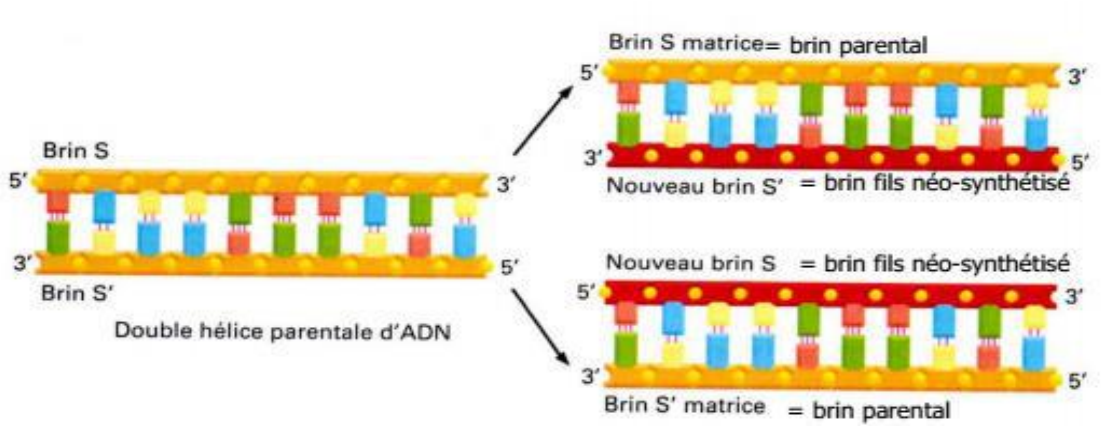 Brin S
5' 3'
3' 5'
Brin S'
Double hélice parentale d'ADN
Brin S matrice= brin parental
5' 3'
3' 5'
Nouveau brin S' = brin fils néo-synthétisé
Nouveau brin S = brin fils néo-synthétisé
5' 3'
3' 5'
Brin S' matrice = brin parental